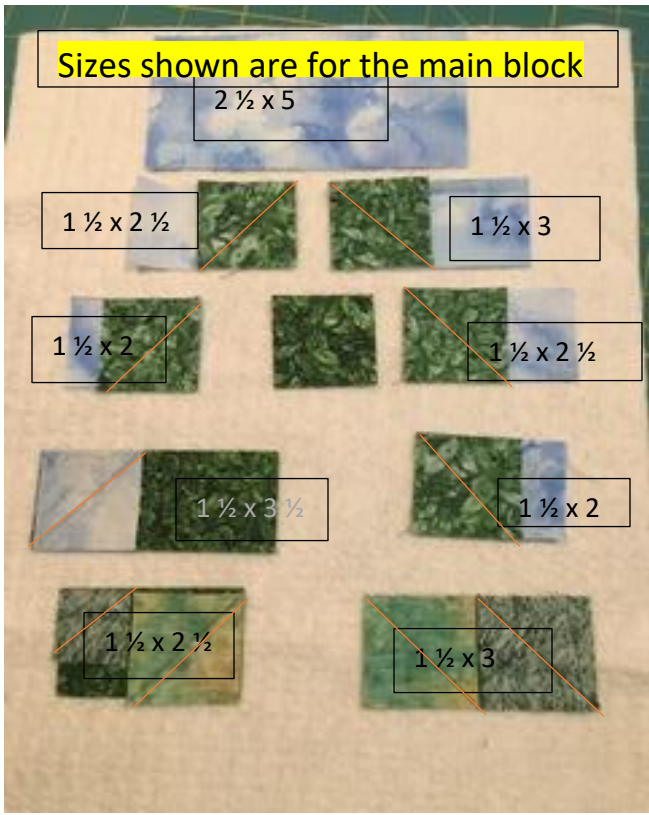 Sizes shown are for the main block
2 ½ x 5
1 ½ x 2 ½
1 ½ x 3
1 ½ x 2
1 ½ x 2 ½
1 ½ x 3 ½
1 ½ x 2
1 ½ x 2 ½
1 ½ x 3